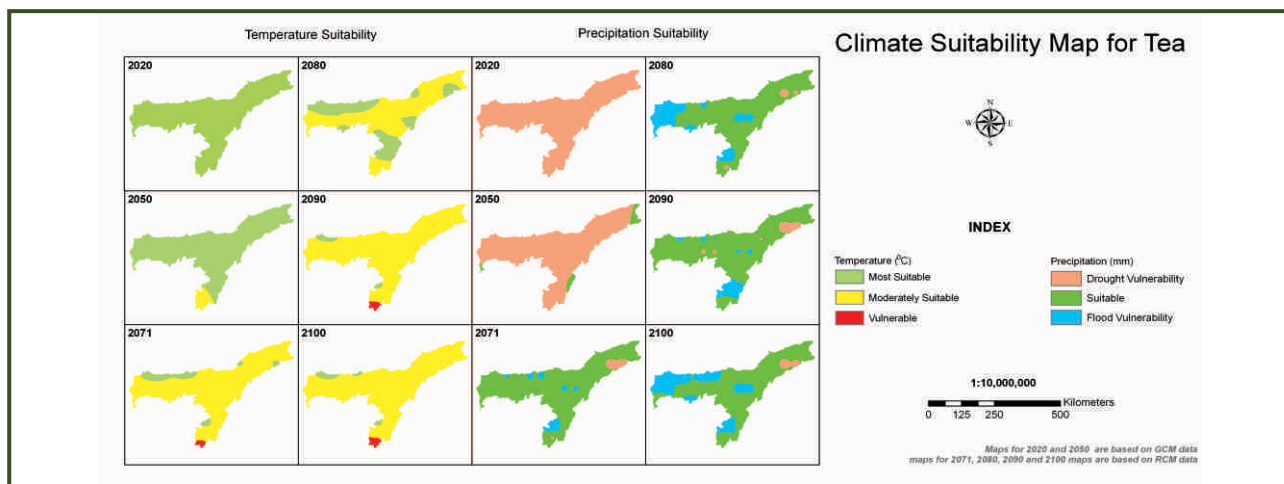 Temperature Suitability
Precipitation Suitability
Climate Suitability Map for Tea
2020
2080
2020
2080
N
W E
S
2050
2090
2050
2090
INDEX
Temperature (⁰C)
Most Suitable
Moderately Suitable
Vulnerable
Precipitation (mm)
Drought Vulnerability
Suitable
Flood Vulnerability
2071
2100
2071
2100
1:10,000,000
Kilometers
0 125 250 500
Maps for 2020 and 2050 are based on GCM data
maps for 2071, 2080, 2090 and 2100 maps are based on RCM data